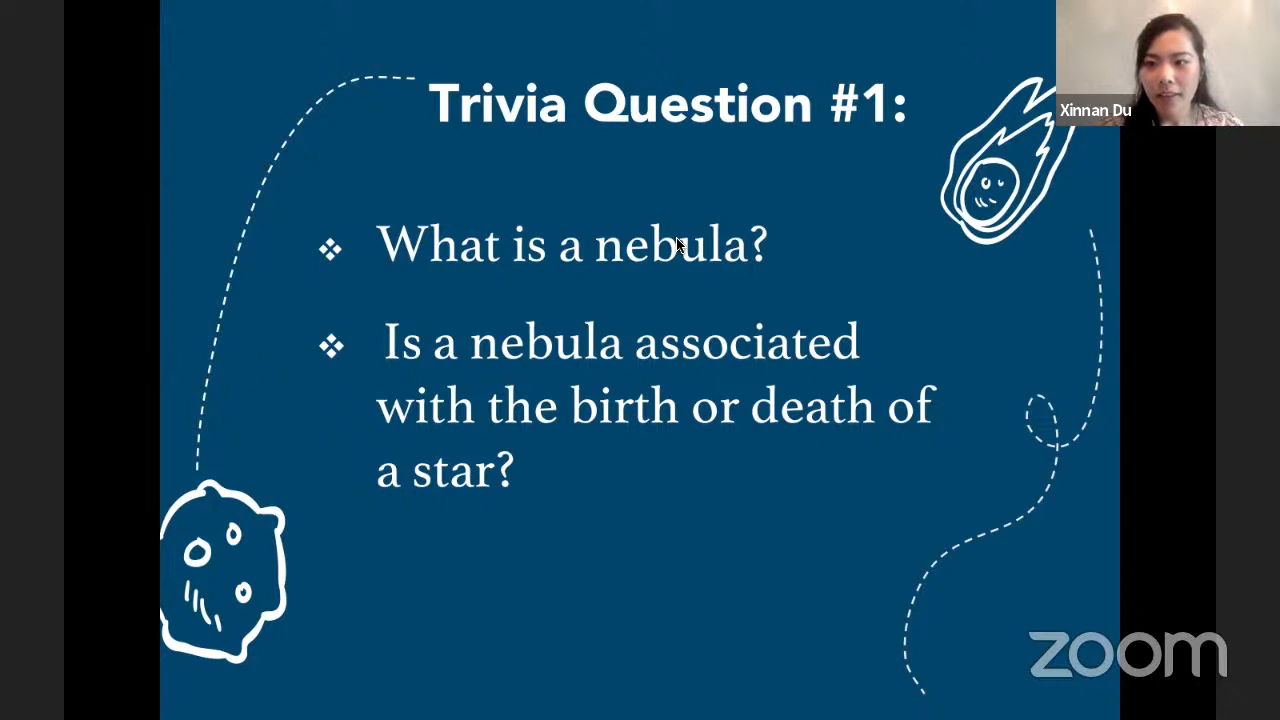 Trivia Question #1:
Xinnan Du
What is a nebula?
Is a nebula associated
with the birth or death of
a star?
zoom